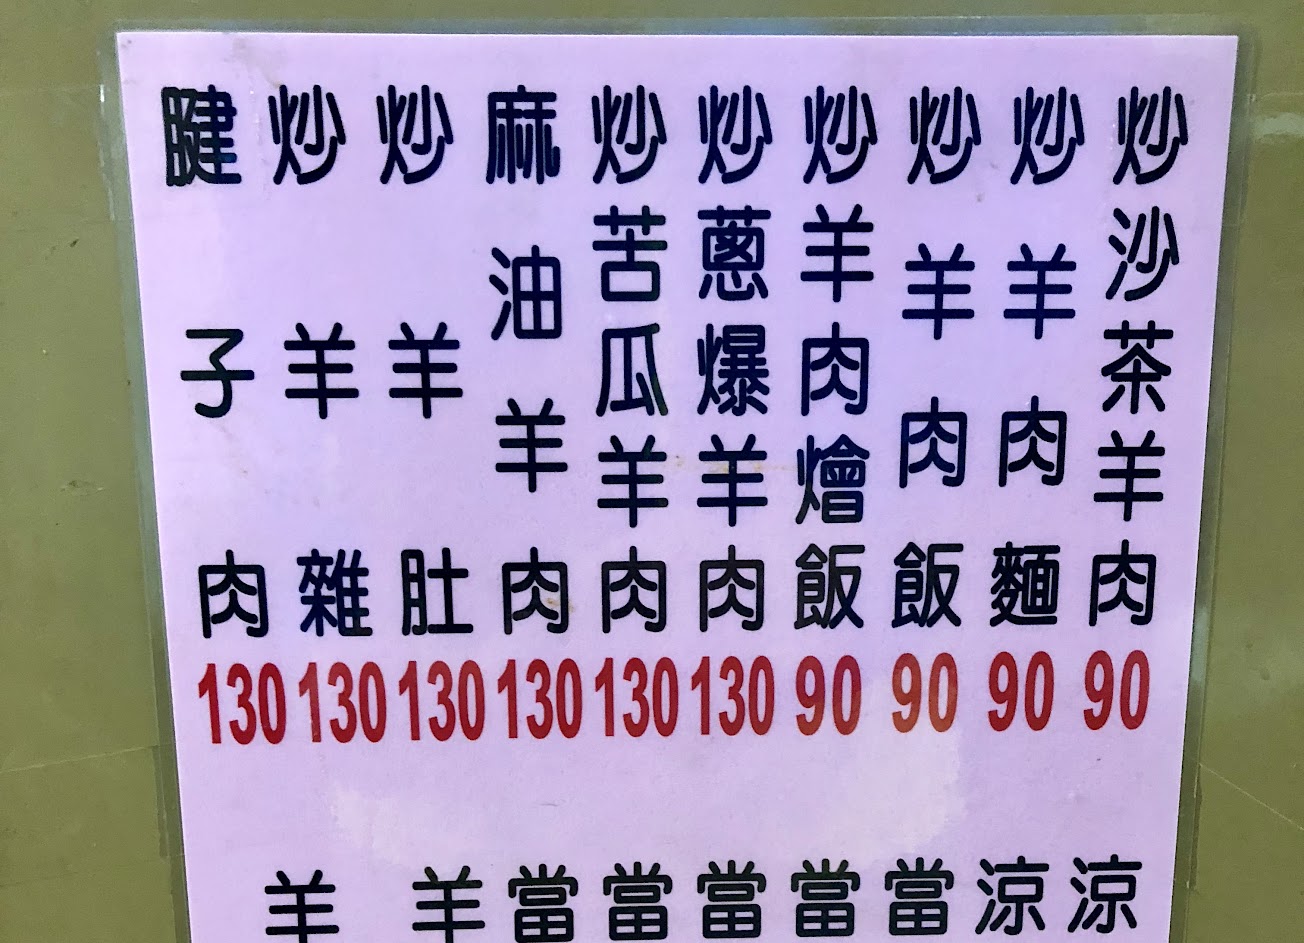 炒沙茶羊肉 90
炒羊肉麵 90
炒羊肉飯 90
炒羊肉燴飯 90
炒蔥爆羊肉 130
炒苦瓜羊肉 130
麻油羊肉 130
炒羊肚 130
炒羊雜 130
腱子肉 130
涼
涼
當
當
當
當
當
羊
羊